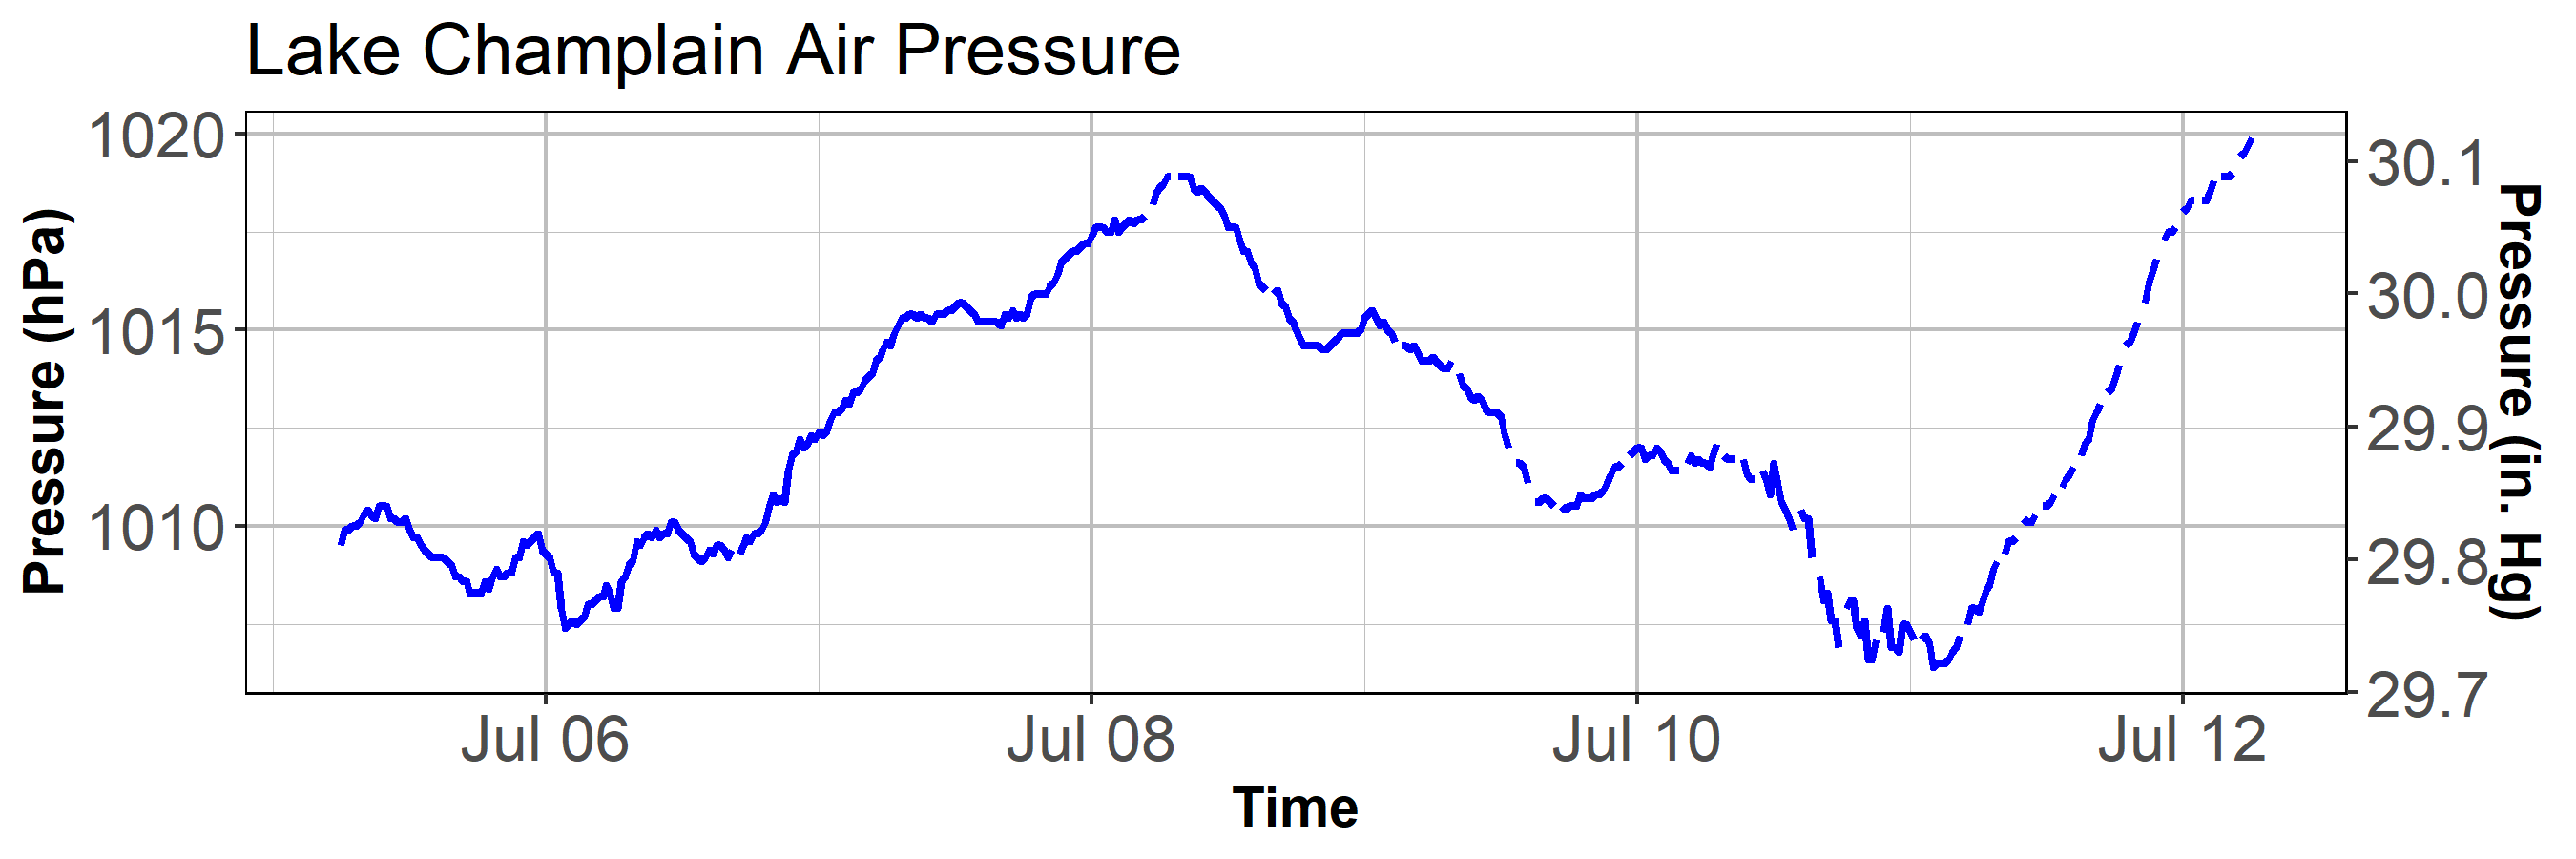 Lake Champlain Air Pressure
Pressure (hPa)
1020
1015
1010
30.1
30.0
29.9
29.8
29.7
Pressure (in. Hg)
Jul 06
Jul 08
Jul 10
Jul 12
Time